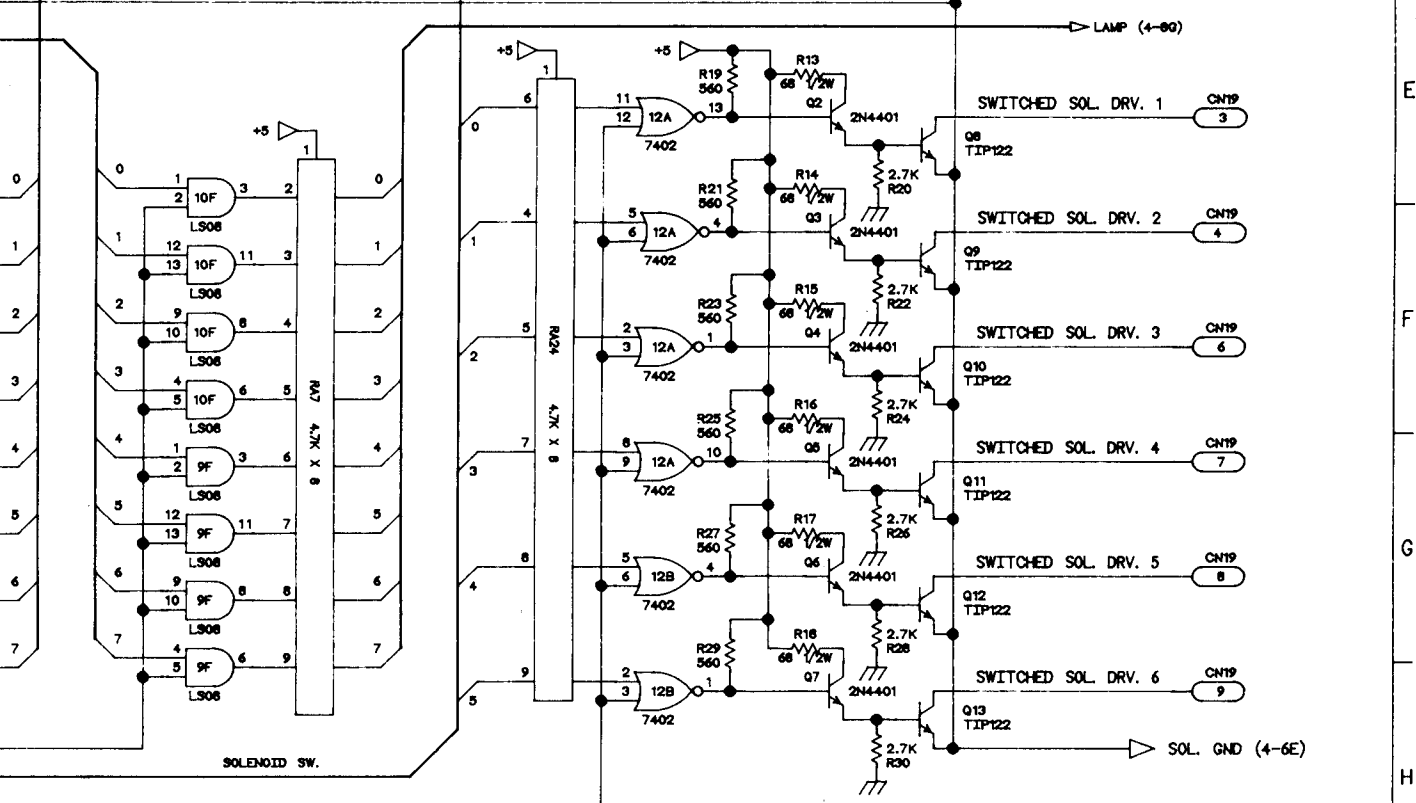 LAMP (4-8G)
E
+5
1
+5
R19
560
R13
68 1/2W
Q2
2N4401
SWITCHED SOL. DRV. 1
CN19
3
6
0
11
12
12A
13
7402
Q8
TIP122
2.7K
R20
+5
1
0
0
1
2
10F
3
LS08
2
0
4
1
5
6
12A
4
7402
R21
560
R14
68 1/2W
Q3
2N4401
SWITCHED SOL. DRV. 2
CN19
4
Q9
TIP122
2.7K
R22
1
1
12
13
10F
11
LS08
3
1
2
2
9
10
10F
8
LS08
4
2
5
2
RA24 4.7K X 8
2
3
12A
1
7402
R23
560
R15
68 1/2W
Q4
2N4401
SWITCHED SOL. DRV. 3
CN19
6
F
Q10
TIP122
2.7K
R24
3
3
4
5
10F
6
LS08
5
3
RA7 4.7K X 8
4
4
1
2
9F
3
LS08
6
4
7
3
8
9
12A
10
7402
R25
560
R16
68 1/2W
Q5
2N4401
SWITCHED SOL. DRV. 4
CN19
7
Q11
TIP122
2.7K
R26
5
5
12
13
9F
11
LS08
7
5
8
4
5
6
12B
4
7402
R27
560
R17
68 1/2W
Q6
2N4401
SWITCHED SOL. DRV. 5
CN19
8
G
Q12
TIP122
2.7K
R28
6
6
9
10
9F
8
LS08
8
6
7
7
4
5
9F
6
LS08
9
7
9
5
2
3
12B
1
7402
R29
560
R18
68 1/2W
Q7
2N4401
SWITCHED SOL. DRV. 6
CN19
9
Q13
TIP122
2.7K
R30
SOLENOID SW.
SOL. GND (4-6E)
H